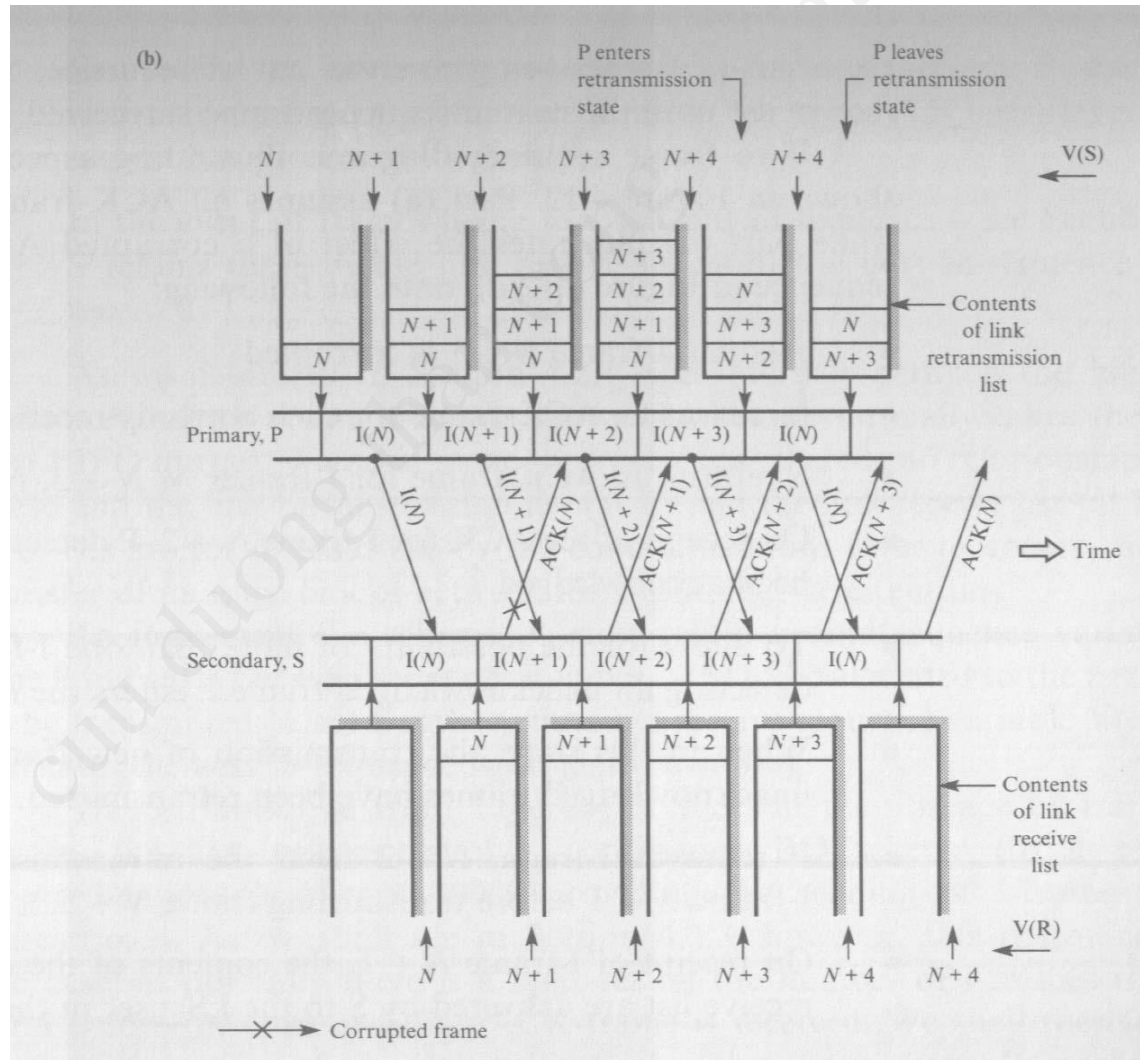 (b)
P enters
retransmission
state
P leaves
retransmission
state
N
N + 1
N + 2
N + 3
N + 4
N + 4
V(S)
N
N + 1
N
N + 2
N + 1
N
N + 3
N + 2
N + 1
N
N
N + 3
N + 2
N
N + 3
Contents
of link
retransmission
list
Primary, P
I(N)
I(N + 1)
I(N + 2)
I(N + 3)
I(N)
I(N)
I(N + 1)
ACK(N)
I(N + 2)
ACK(N + 1)
I(N + 3)
ACK(N + 2)
I(N)
ACK(N + 3)
ACK(N)
Time
Secondary, S
I(N)
I(N + 1)
I(N + 2)
I(N + 3)
I(N)
N
N + 1
N + 2
N + 3
Contents
of link
receive
list
N
N + 1
N + 2
N + 3
N + 4
N + 4
V(R)
Corrupted frame